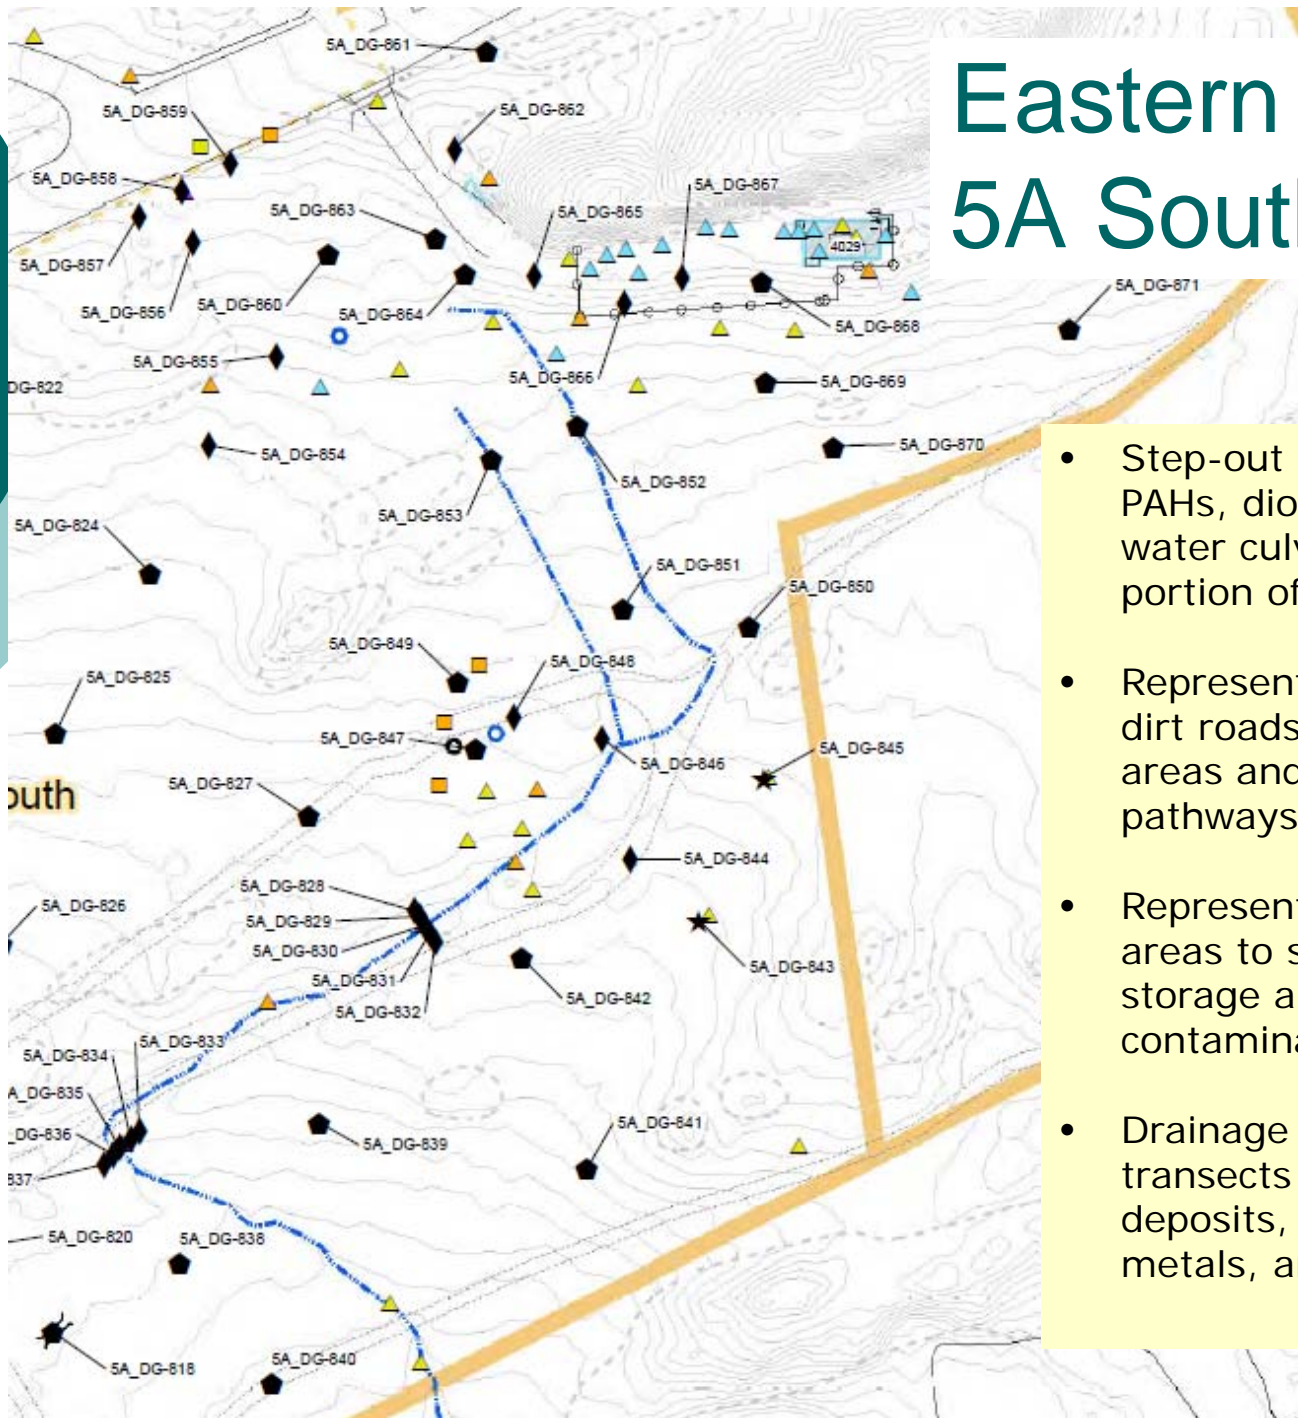 Eastern
5A Sout
5A_DG-861
5A_DG-859
5A_DG-862
5A_DG-858
5A_DG-867
5A_DG-863
5A_DG-865
4029
5A_DG-857
5A_DG-871
5A_DG-856
5A_DG-860
5A_DG-864
5A_DG-868
5A_DG-855
5A_DG-866
5A_DG-869
DG-822
5A_DG-854
5A_DG-870
5A_DG-852
5A_DG-853
5A_DG-824
5A_DG-851
5A_DG-850
5A_DG-849
5A_DG-848
5A_DG-825
5A_DG-847
5A_DG-845
5A_DG-846
5A_DG-827
outh
5A_DG-844
5A_DG-828
5A_DG-826
5A_DG-829
5A_DG-830
5A_DG-843
5A_DG-831
5A_DG-842
5A_DG-832
5A_DG-833
5A_DG-834
A_DG-835
_DG-836
5A_DG-841
5A_DG-839
837
5A_DG-820
5A_DG-838
5A_DG-818
5A_DG-840
• Step-out
PAHs, dio
water cul
portion of
• Represent
dirt roads
areas and
pathways
• Represent
areas to s
storage a
contamina
• Drainage
transects
deposits,
metals, a